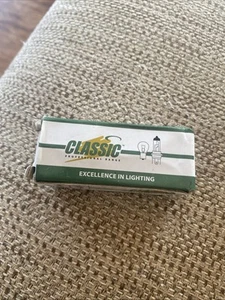 CLASSIC
PROFESSIONAL RANGE
EXCELLENCE IN LIGHTING